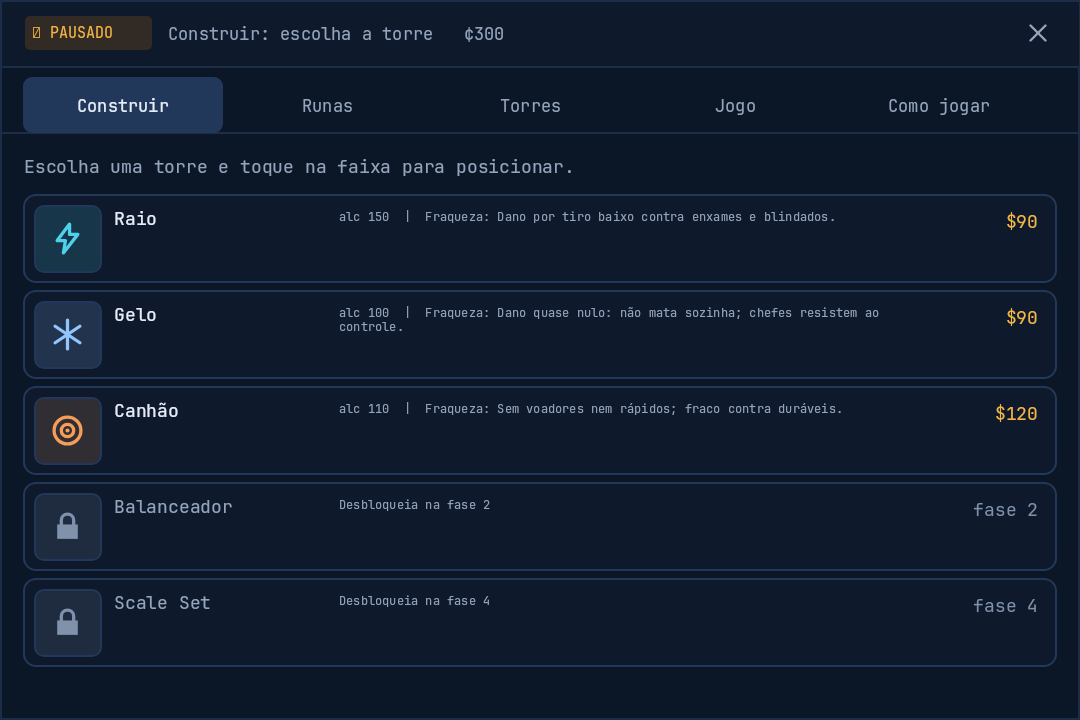 PAUSADO Construir: escolha a torre ¢300
Construir Runas Torres Jogo Como jogar
Escolha uma torre e toque na faixa para posicionar.
Raio alc 150 | Fraqueza: Dano por tiro baixo contra enxames e blindados. $90
Gelo alc 100 | Fraqueza: Dano quase nulo: não mata sozinha; chefes resistem ao $90
controle.
Canhão alc 110 | Fraqueza: Sem voadores nem rápidos; fraco contra duráveis. $120
Balanceador Desbloqueia na fase 2 fase 2
Scale Set Desbloqueia na fase 4 fase 4